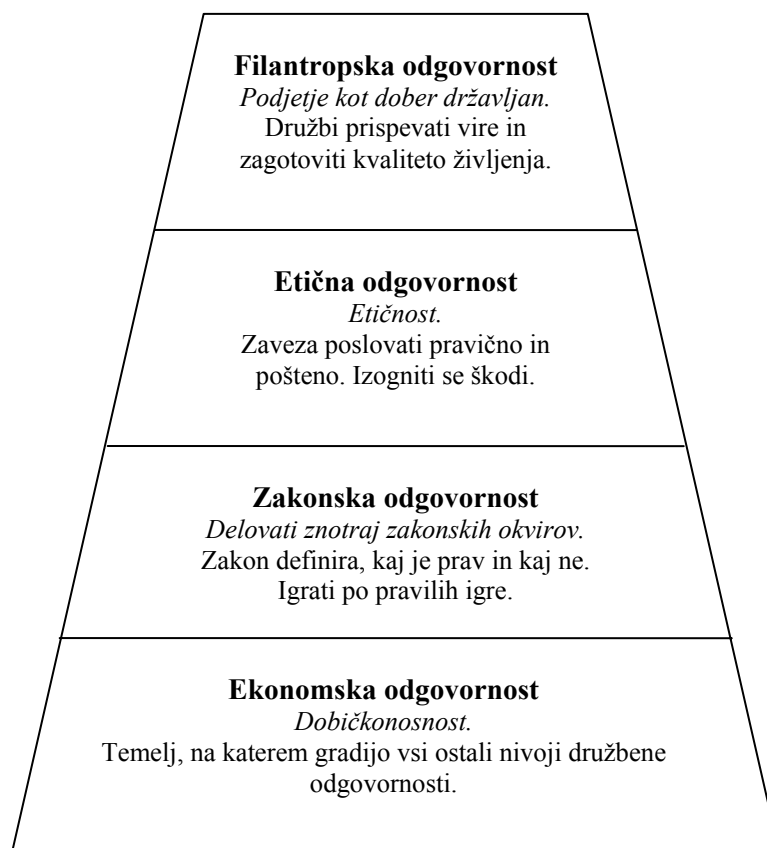 Filantropska odgovornost
Podjetje kot dober državljan.
Družbi prispevati vire in
zagotoviti kvaliteto življenja.
Etična odgovornost
Etičnost.
Zaveza poslovati pravično in
pošteno. Izogniti se škodi.
Zakonska odgovornost
Delovati znotraj zakonskih okvirov.
Zakon definira, kaj je prav in kaj ne.
Igrati po pravilih igre.
Ekonomska odgovornost
Dobičkonosnost.
Temelj, na katerem gradijo vsi ostali nivoji družbene
odgovornosti.